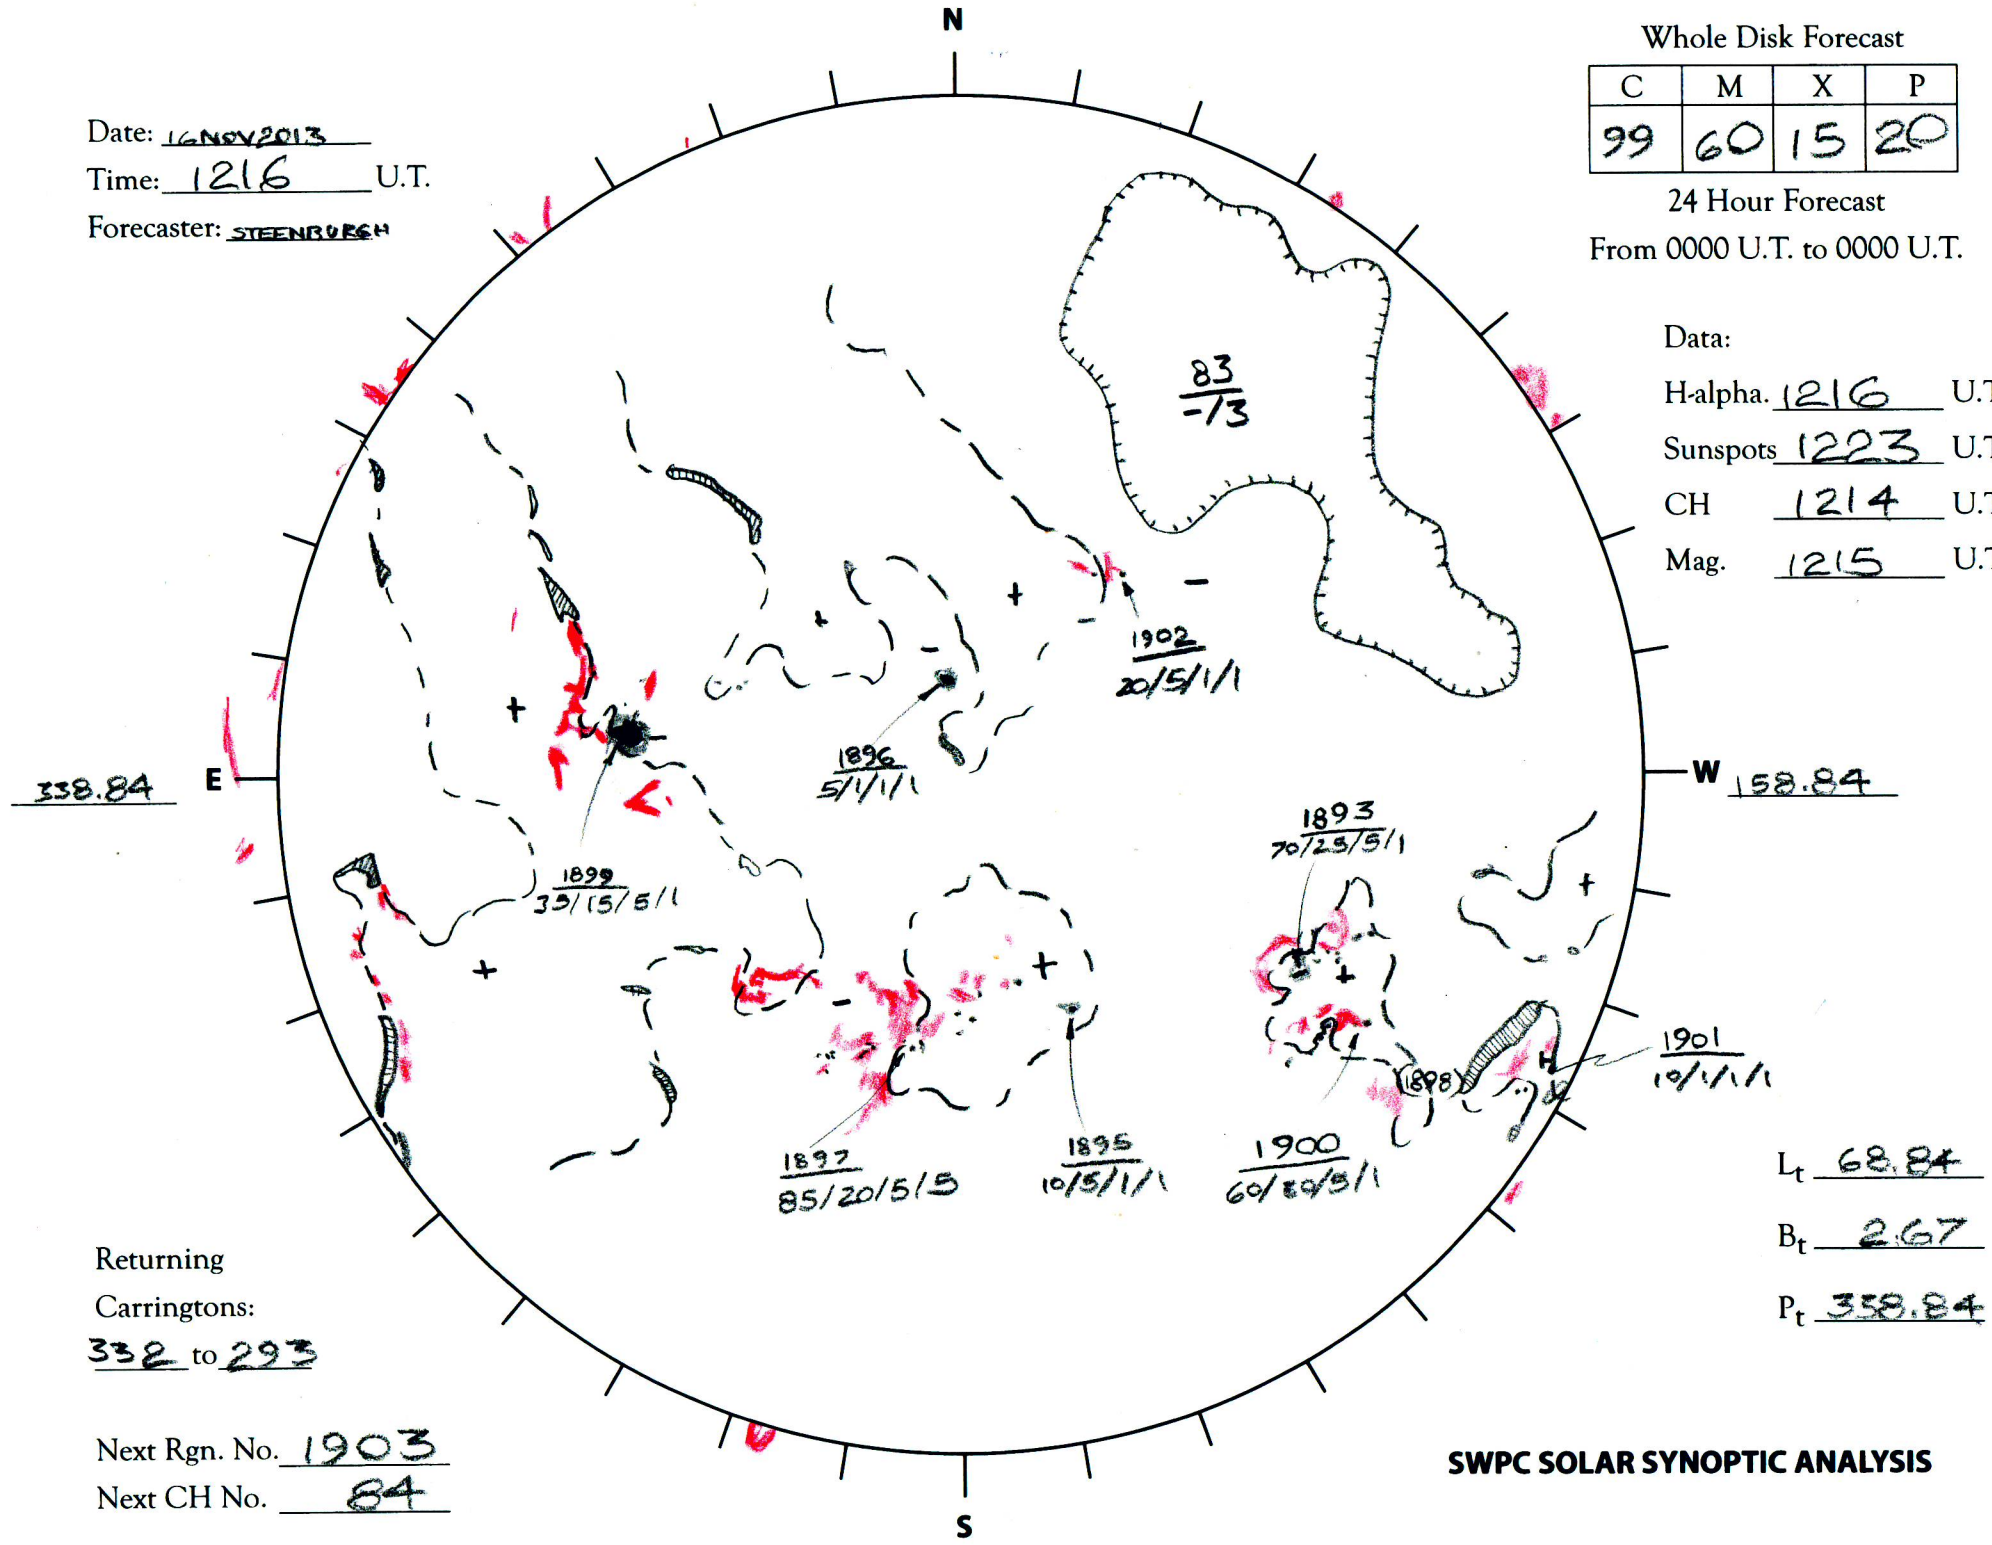 N
Whole Disk Forecast
C M X P
99 60 15 20
24 Hour Forecast
From 0000 U.T. to 0000 U.T.
Date: 16NOV2013
Time: 1216 U.T.
Forecaster: STEENBURGH
Data:
H-alpha. 1216 U.T
Sunspots 1223 U.T
CH 1214 U.T
Mag. 1215 U.T
83
-/3
+
-
+
-
-
1902
20/5/1/1
+
-
1896
5/1/1/1
338.84 E
W 158.84
1893
70/25/5/1
1899
35/15/5/1
+
+
+
-
-
+
1901
10/1/1/1
(1898)
1897
85/20/5/5
1895
10/5/1/1
1900
60/20/5/1
Lt 68.84
Bt 2.67
Pt 338.84
Returning
Carringtons:
332 to 293
Next Rgn. No. 1903
Next CH No. 84
SWPC SOLAR SYNOPTIC ANALYSIS
S